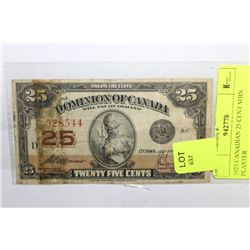 TWENTY FIVE CENTS
25 DOMINION OF CANADA 25
WILL PAY ON DEMAND
928544
D
25
OTTAWA
TWENTY FIVE CENTS
942778
LOT
637
1923 CANADIAN 25 CENT SHIN
PLASTER